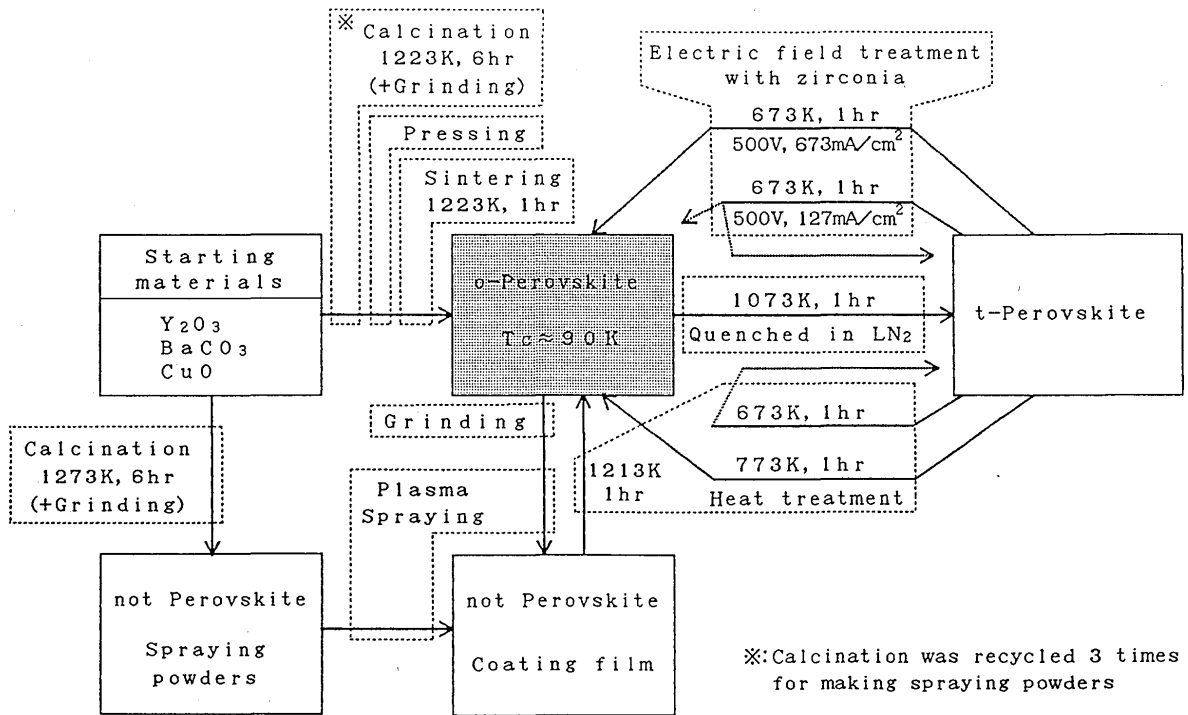 ※ Calcination
1223K, 6hr
(+Grinding)
Pressing
Sintering
1223K, 1hr
Electric field treatment
with zirconia
673K, 1hr
500V, 673mA/cm²
673K, 1hr
500V, 127mA/cm²
Starting
materials
Y₂O₃
BaCO₃
CuO
o-Perovskite
Tc≈90K
1073K, 1hr
Quenched in LN₂
t-Perovskite
673K, 1hr
773K, 1hr
Heat treatment
Grinding
1213K
1hr
Calcination
1273K, 6hr
(+Grinding)
Plasma
Spraying
not Perovskite
Spraying
powders
not Perovskite
Coating film
※:Calcination was recycled 3 times
for making spraying powders